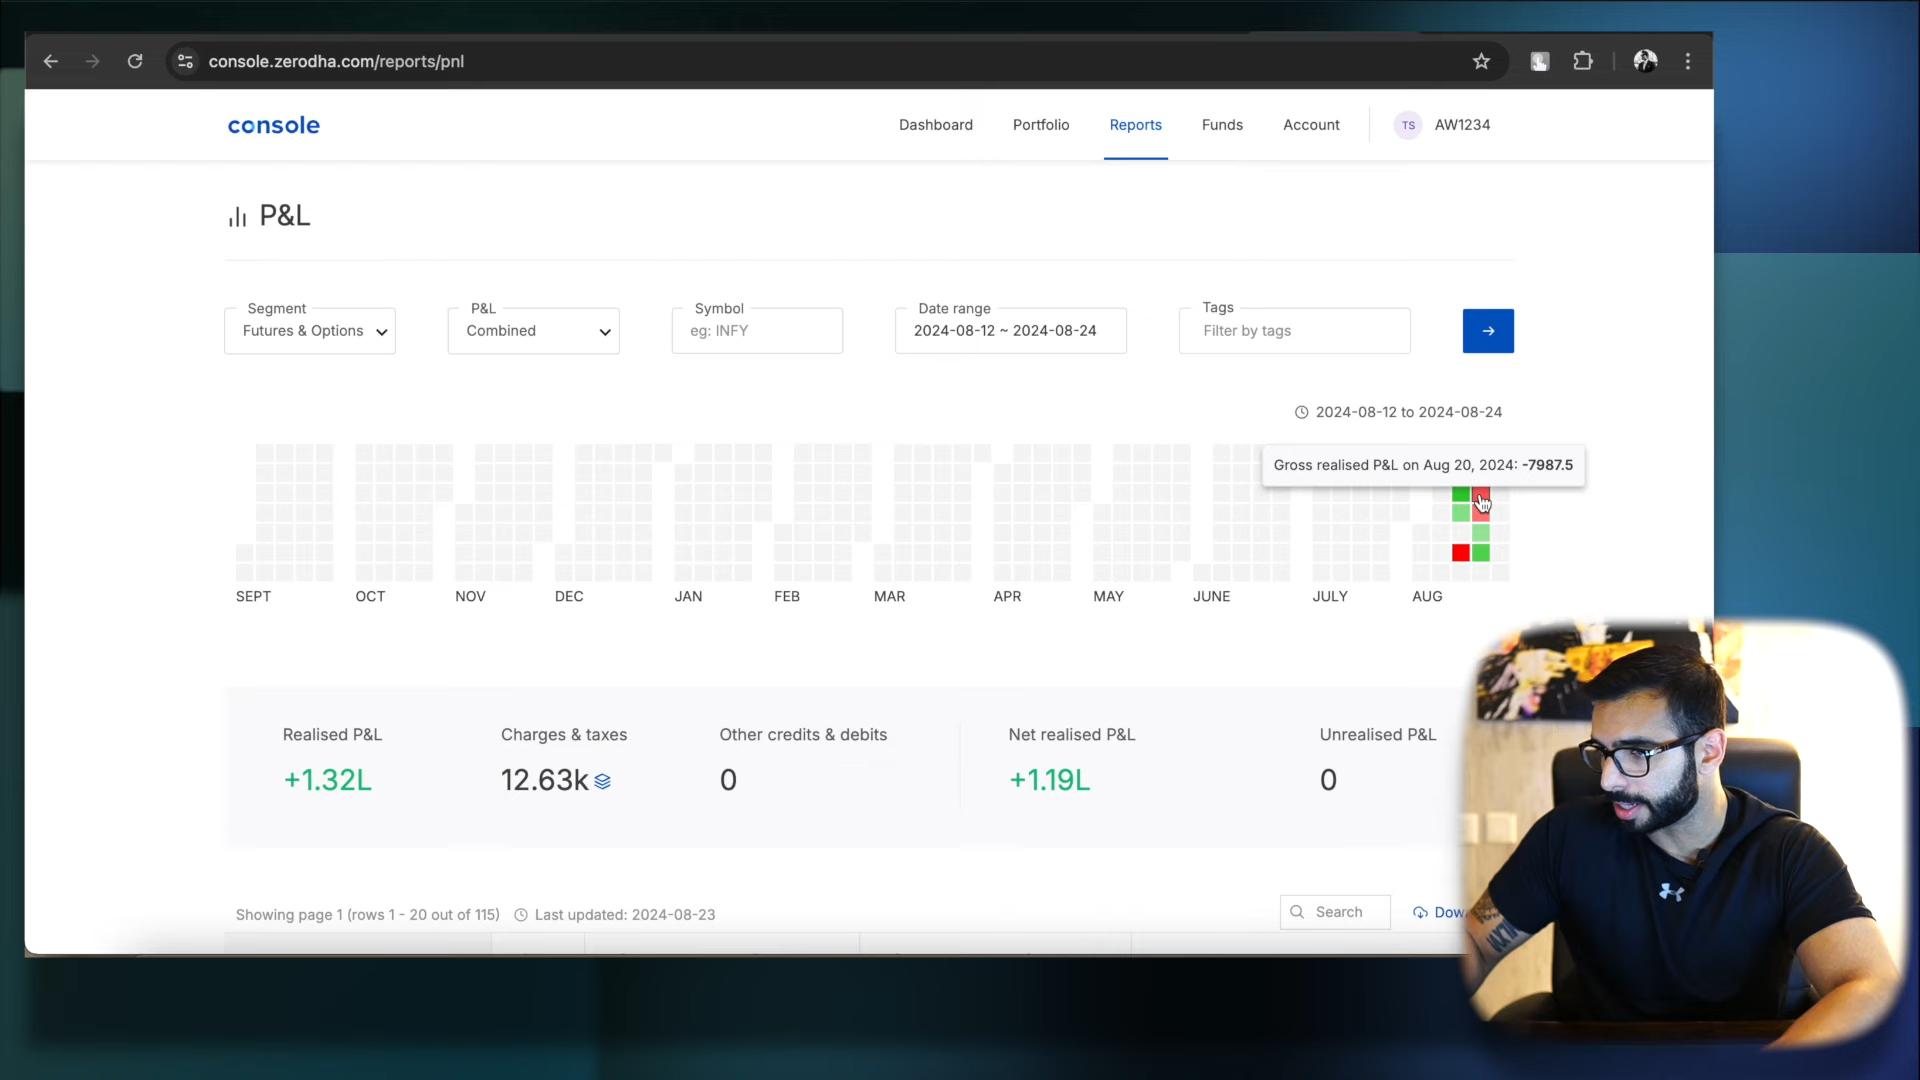 console.zerodha.com/reports/pnl
console
Dashboard
Portfolio
Reports
Funds
Account
TS
AW1234
P&L
Segment
Futures & Options
P&L
Combined
Symbol
eg: INFY
Date range
2024-08-12 ~ 2024-08-24
Tags
Filter by tags
2024-08-12 to 2024-08-24
Gross realised P&L on Aug 20, 2024: -7987.5
SEPT
OCT
NOV
DEC
JAN
FEB
MAR
APR
MAY
JUNE
JULY
AUG
Realised P&L
+1.32L
Charges & taxes
12.63k
Other credits & debits
0
Net realised P&L
+1.19L
Unrealised P&L
0
Showing page 1 (rows 1 - 20 out of 115)
Last updated: 2024-08-23
Search